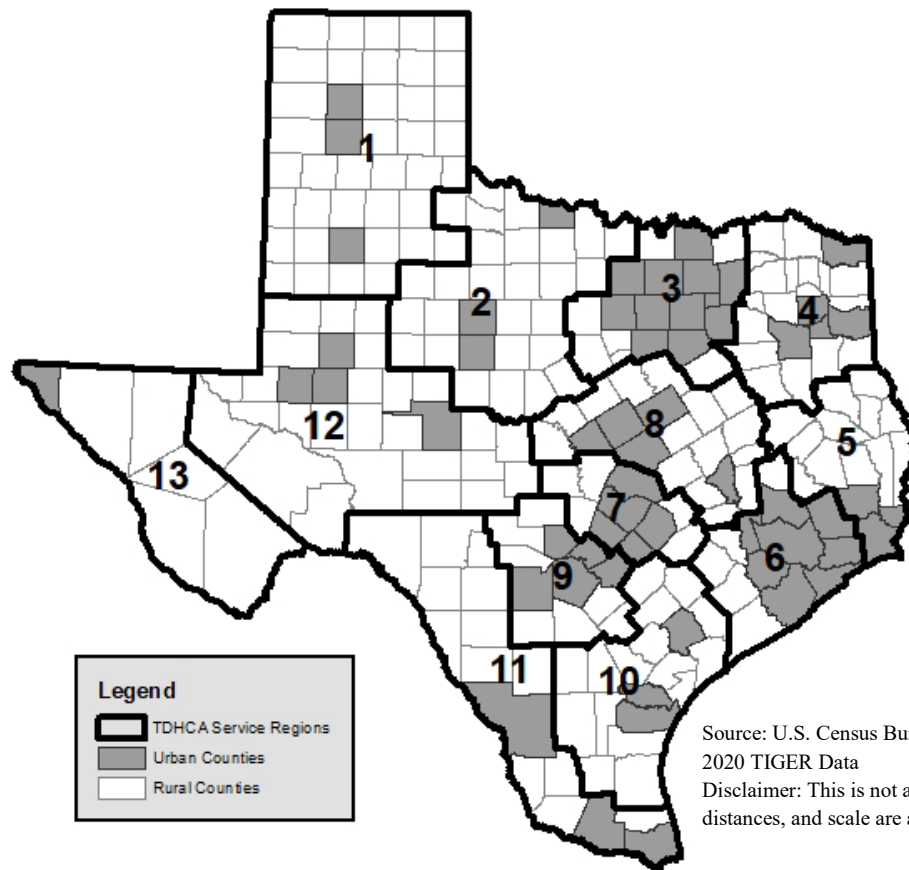 1
2
3
4
5
6
7
8
9
10
11
12
13
Legend
TDHCA Service Regions
Urban Counties
Rural Counties
Source: U.S. Census Bu
2020 TIGER Data
Disclaimer: This is not a
distances, and scale are a